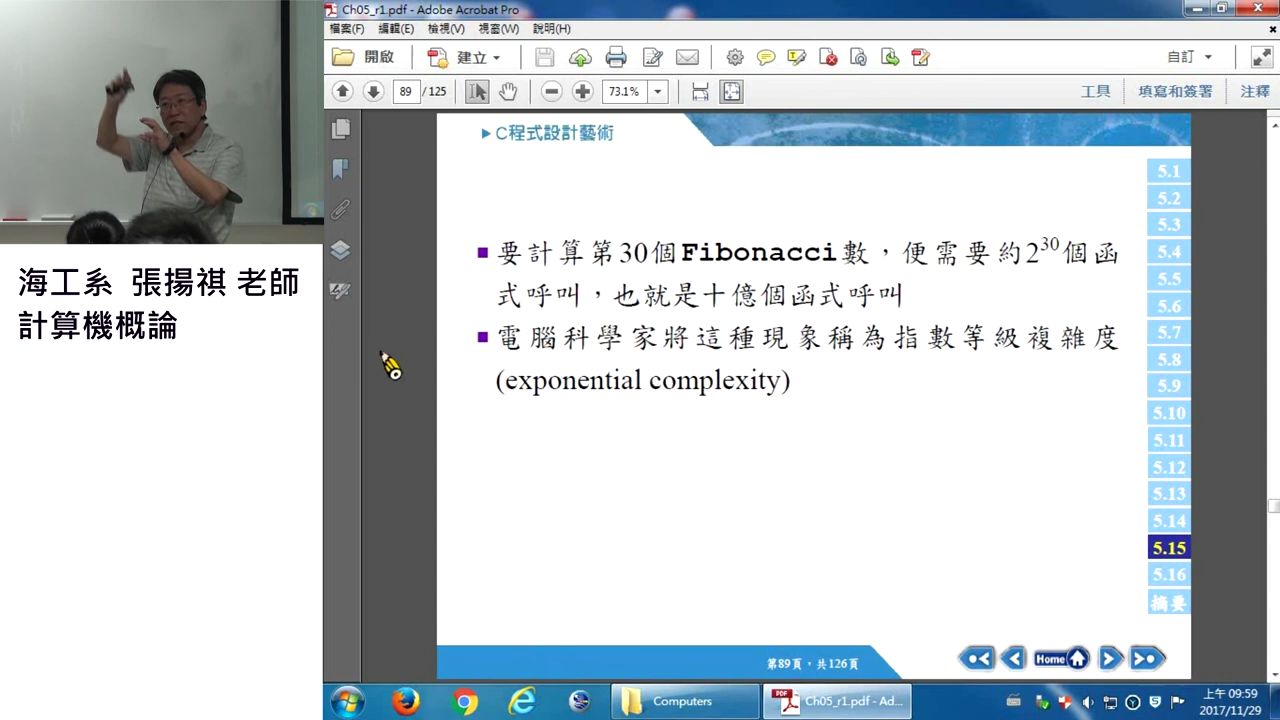 Ch05_r1.pdf - Adobe Acrobat Pro
檔案(F) 編輯(E) 檢視(V) 視窗(W) 說明(H)
開啟 建立 自訂
89 / 125 73.1% 工具 填寫和簽署 注釋
C程式設計藝術
要計算第30個Fibonacci數，便需要約2^30個函
式呼叫，也就是十億個函式呼叫
電腦科學家將這種現象稱為指數等級複雜度
(exponential complexity)
海工系 張揚祺 老師
計算機概論
5.1
5.2
5.3
5.4
5.5
5.6
5.7
5.8
5.9
5.10
5.11
5.12
5.13
5.14
5.15
5.16
摘要
第89頁，共126頁
Home
Computers
Ch05_r1.pdf - Ad...
上午 09:59
2017/11/29